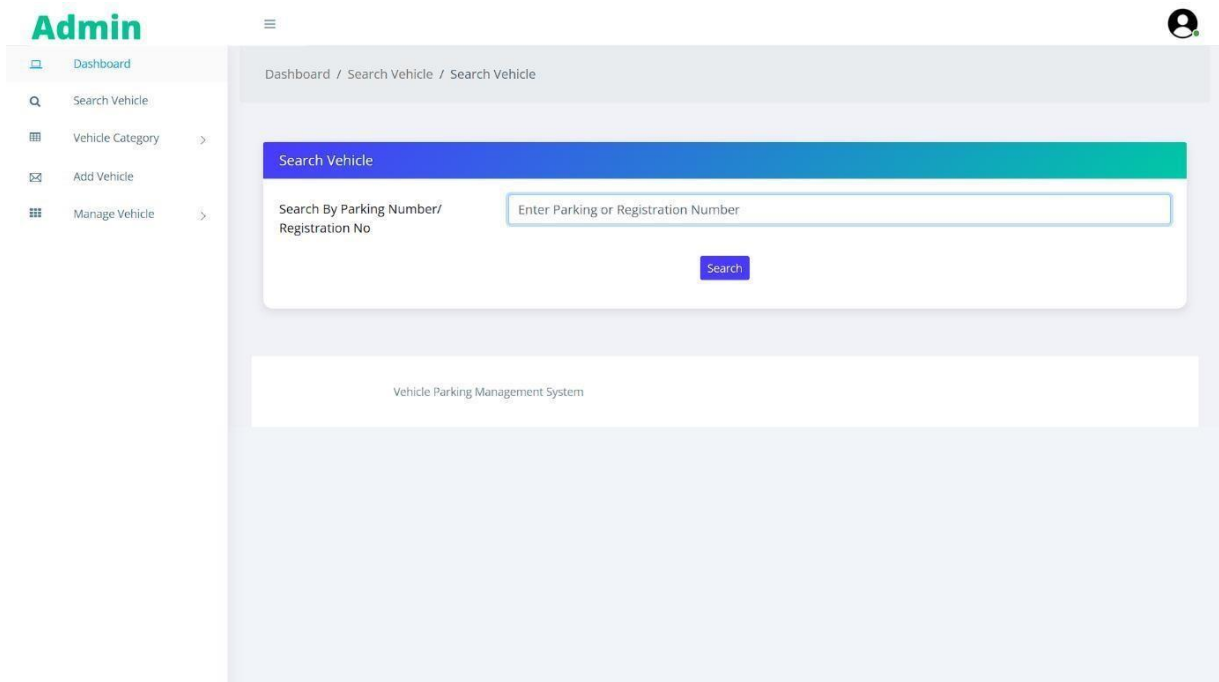 Admin
Dashboard
Search Vehicle
Vehicle Category
Add Vehicle
Manage Vehicle
Dashboard / Search Vehicle / Search Vehicle
Search Vehicle
Search By Parking Number/
Registration No
Enter Parking or Registration Number
Search
Vehicle Parking Management System